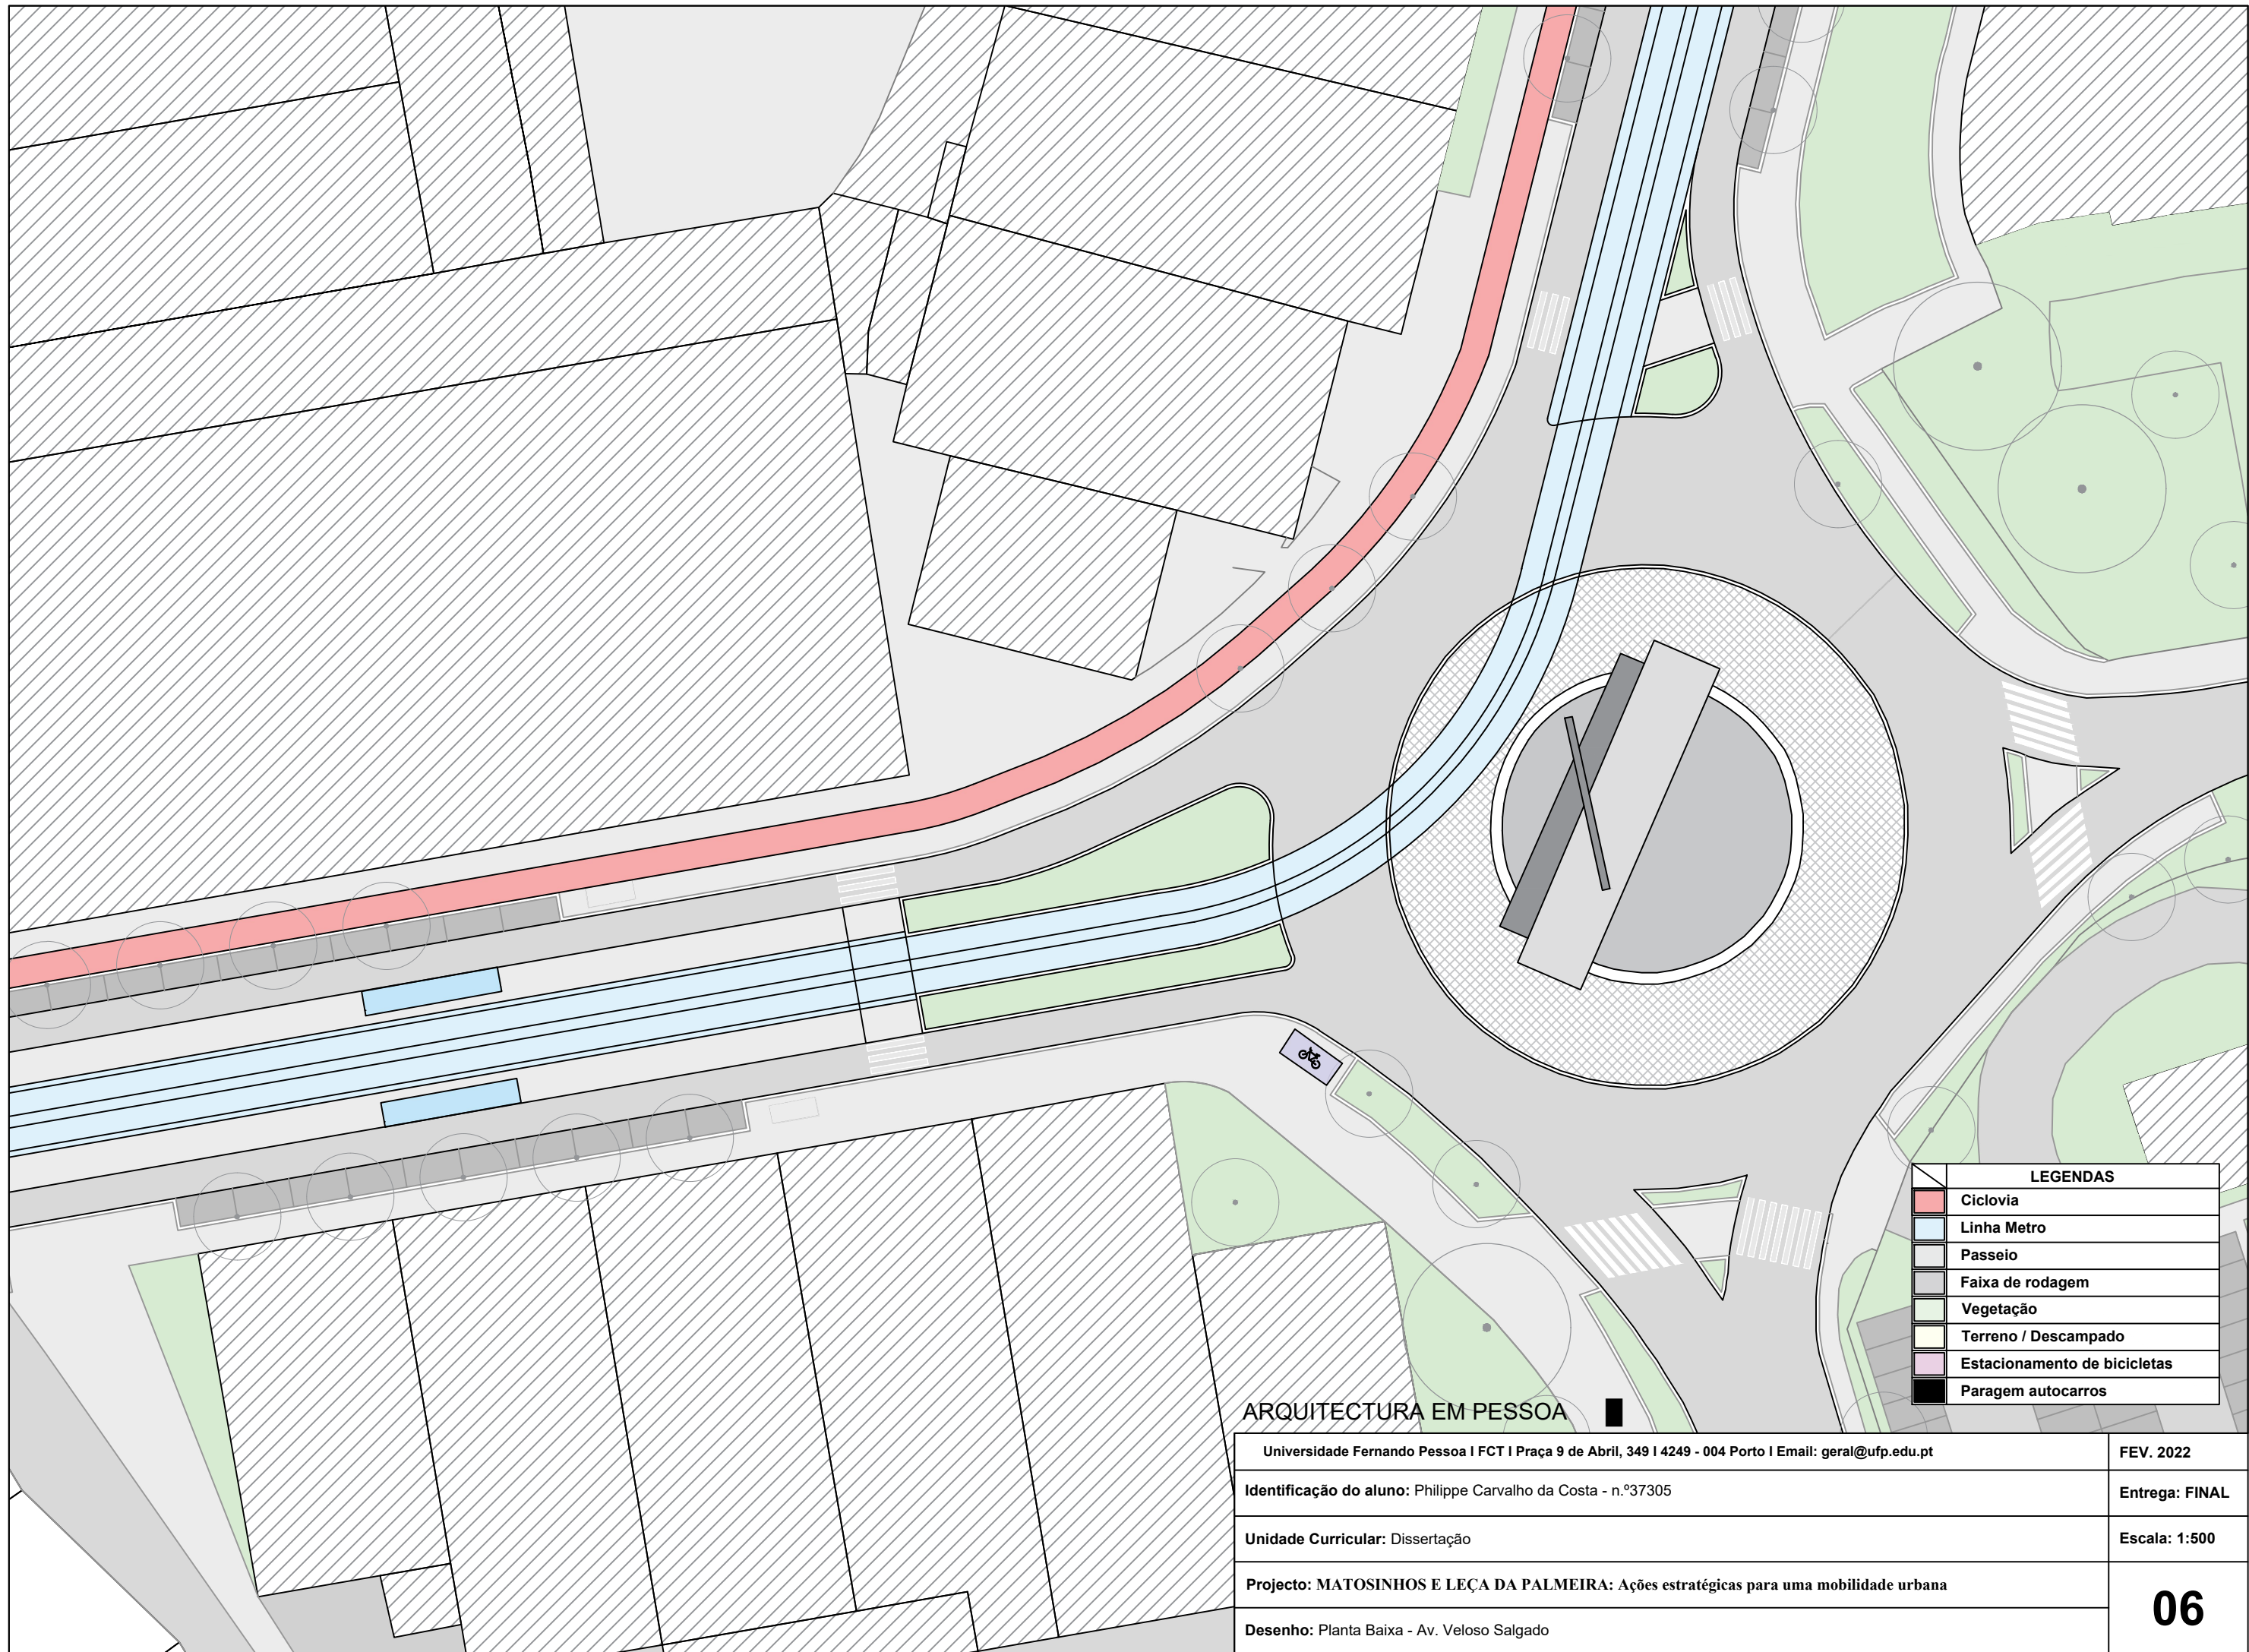 LEGENDAS
Ciclovia
Linha Metro
Passeio
Faixa de rodagem
Vegetação
Terreno / Descampado
Estacionamento de bicicletas
Paragem autocarros
ARQUITECTURA EM PESSOA
Universidade Fernando Pessoa I FCT I Praça 9 de Abril, 349 I 4249 - 004 Porto I Email: geral@ufp.edu.pt
FEV. 2022
Identificação do aluno: Philippe Carvalho da Costa - n.º37305
Entrega: FINAL
Unidade Curricular: Dissertação
Escala: 1:500
Projecto: MATOSINHOS E LEÇA DA PALMEIRA: Ações estratégicas para uma mobilidade urbana
06
Desenho: Planta Baixa - Av. Veloso Salgado